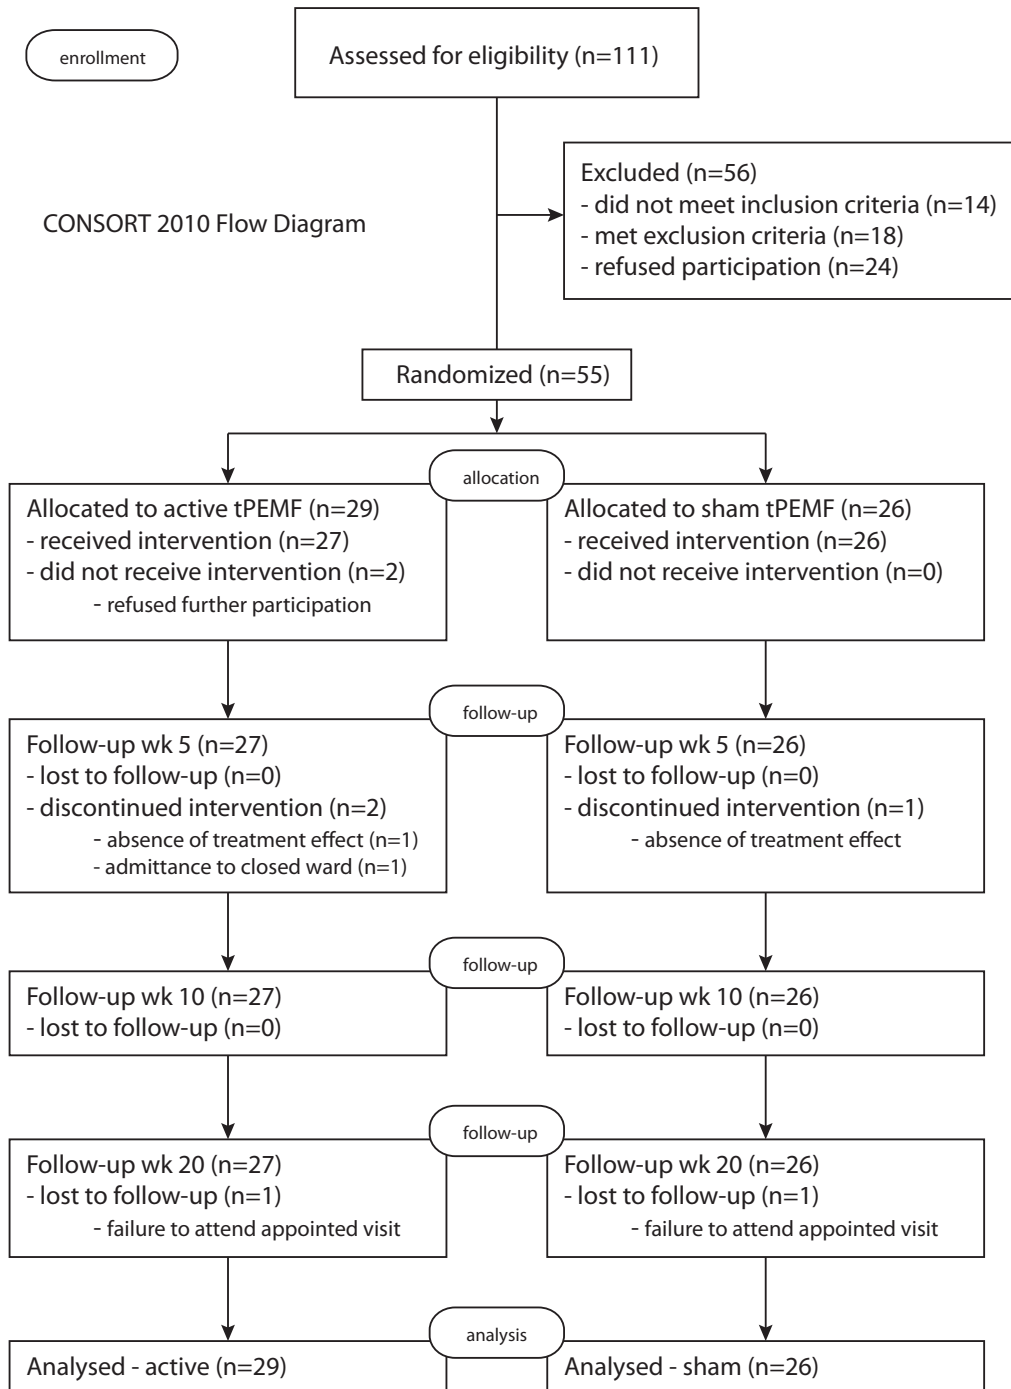 enrollment
Assessed for eligibility (n=111)
Excluded (n=56)
- did not meet inclusion criteria (n=14)
- met exclusion criteria (n=18)
- refused participation (n=24)
CONSORT 2010 Flow Diagram
Randomized (n=55)
allocation
Allocated to active tPEMF (n=29)
- received intervention (n=27)
- did not receive intervention (n=2)
- refused further participation
Allocated to sham tPEMF (n=26)
- received intervention (n=26)
- did not receive intervention (n=0)
follow-up
Follow-up wk 5 (n=27)
- lost to follow-up (n=0)
- discontinued intervention (n=2)
- absence of treatment effect (n=1)
- admittance to closed ward (n=1)
Follow-up wk 5 (n=26)
- lost to follow-up (n=0)
- discontinued intervention (n=1)
- absence of treatment effect
follow-up
Follow-up wk 10 (n=27)
- lost to follow-up (n=0)
Follow-up wk 10 (n=26)
- lost to follow-up (n=0)
follow-up
Follow-up wk 20 (n=27)
- lost to follow-up (n=1)
- failure to attend appointed visit
Follow-up wk 20 (n=26)
- lost to follow-up (n=1)
- failure to attend appointed visit
analysis
Analysed - active (n=29)
Analysed - sham (n=26)